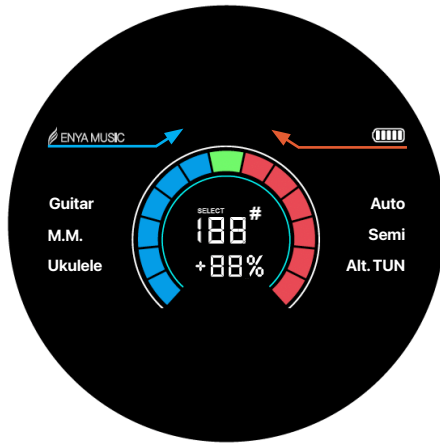 ENYA MUSIC
Guitar
M.M.
Ukulele
SELECT
188#
+88%
Auto
Semi
Alt. TUN